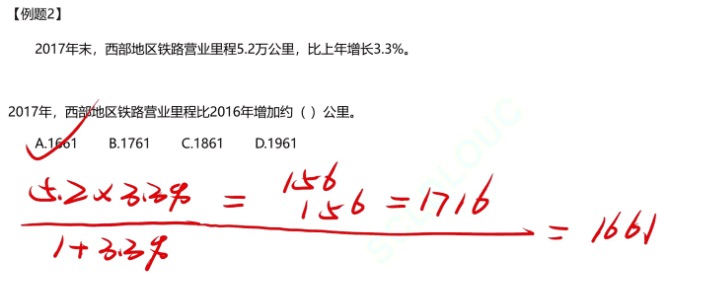 【例题2】
2017年末，西部地区铁路营业里程5.2万公里，比上年增长3.3%。
2017年，西部地区铁路营业里程比2016年增加约（ ）公里。
A.1661 B.1761 C.1861 D.1961
5.2×3.3%
1+3.3%
= 156
156 = 1716
= 1661